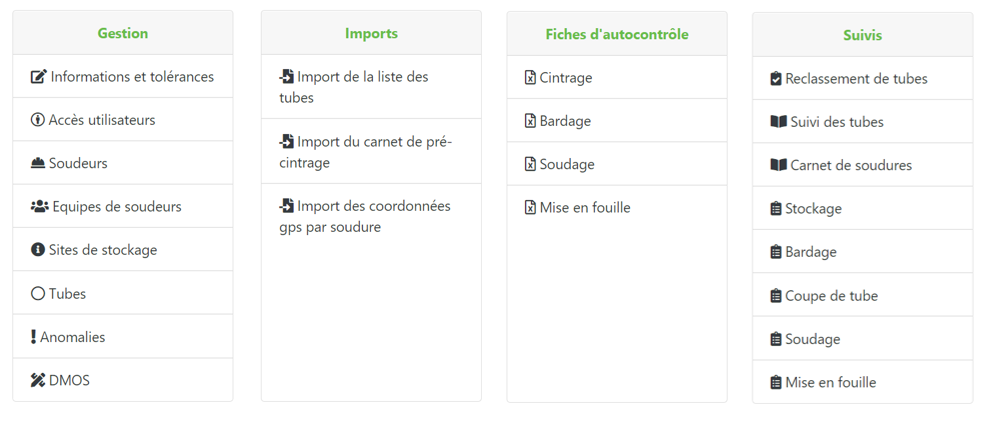 Gestion
Informations et tolérances
Accès utilisateurs
Soudeurs
Equipes de soudeurs
Sites de stockage
Tubes
Anomalies
DMOS
Imports
Import de la liste des
tubes
Import du carnet de pré-
cintrage
Import des coordonnées
gps par soudure
Fiches d'autocontrôle
Cintrage
Bardage
Soudage
Mise en fouille
Suivis
Reclassement de tubes
Suivi des tubes
Carnet de soudures
Stockage
Bardage
Coupe de tube
Soudage
Mise en fouille